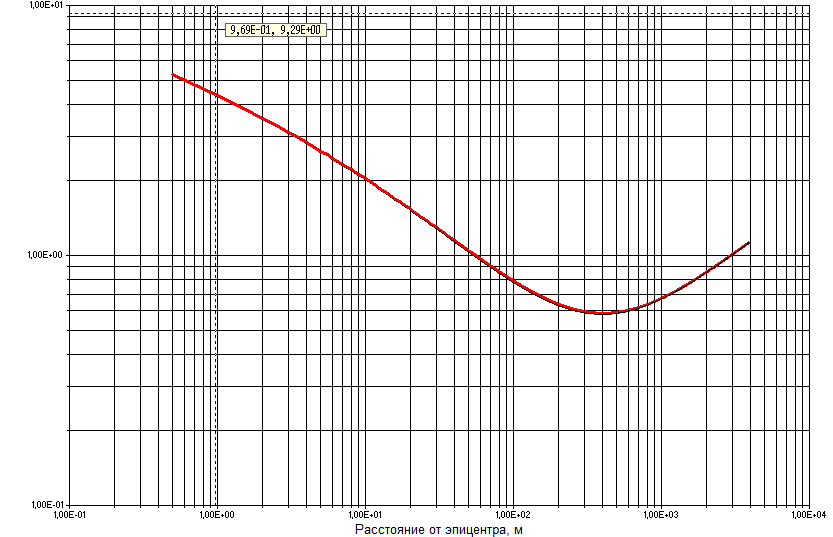 1,00E+01
9,69E-01, 9,29E+00
1,00E+00
1,00E-01
1,00E-01 1,00E+00 1,00E+01 1,00E+02 1,00E+03 1,00E+04
Расстояние от эпицентра, м